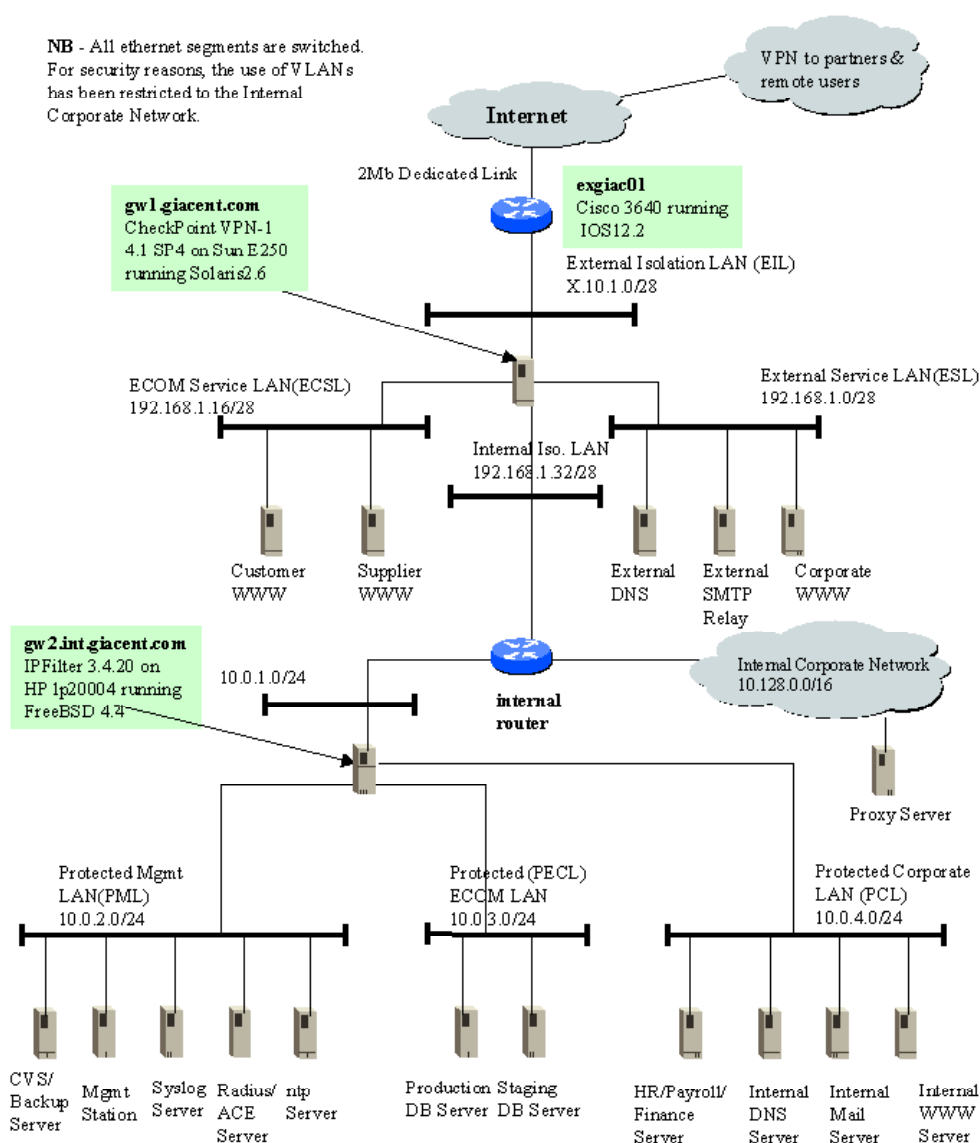 NB - All ethernet segments are switched.
For security reasons, the use of VLANs
has been restricted to the Internal
Corporate Network.
VPN to partners &
remote users
Internet
2Mb Dedicated Link
gw1.giacent.com
CheckPoint VPN-1
4.1 SP4 on Sun E250
running Solaris2.6
exgiac01
Cisco 3640 running
IOS12.2
External Isolation LAN (EIL)
X.10.1.0/28
ECOM Service LAN(ECSL)
192.168.1.16/28
External Service LAN(ESL)
192.168.1.0/28
Internal Iso. LAN
192.168.1.32/28
Customer
WWW
Supplier
WWW
External
DNS
External
SMTP
Relay
Corporate
WWW
gw2.int.giacent.com
IPFilter 3.4.20 on
HP 1p20004 running
FreeBSD 4.4
10.0.1.0/24
internal
router
Internal Corporate Network
10.128.0.0/16
Proxy Server
Protected Mgmt
LAN(PML)
10.0.2.0/24
Protected (PECL)
ECOM LAN
10.0.3.0/24
Protected Corporate
LAN (PCL)
10.0.4.0/24
CVS/
Backup
Server
Mgmt
Station
Syslog
Server
Radius/
ACE
Server
ntp
Server
Production
DB Server
Staging
DB Server
HR/Payroll/
Finance
Server
Internal
DNS
Server
Internal
Mail
Server
Internal
WWW
Server